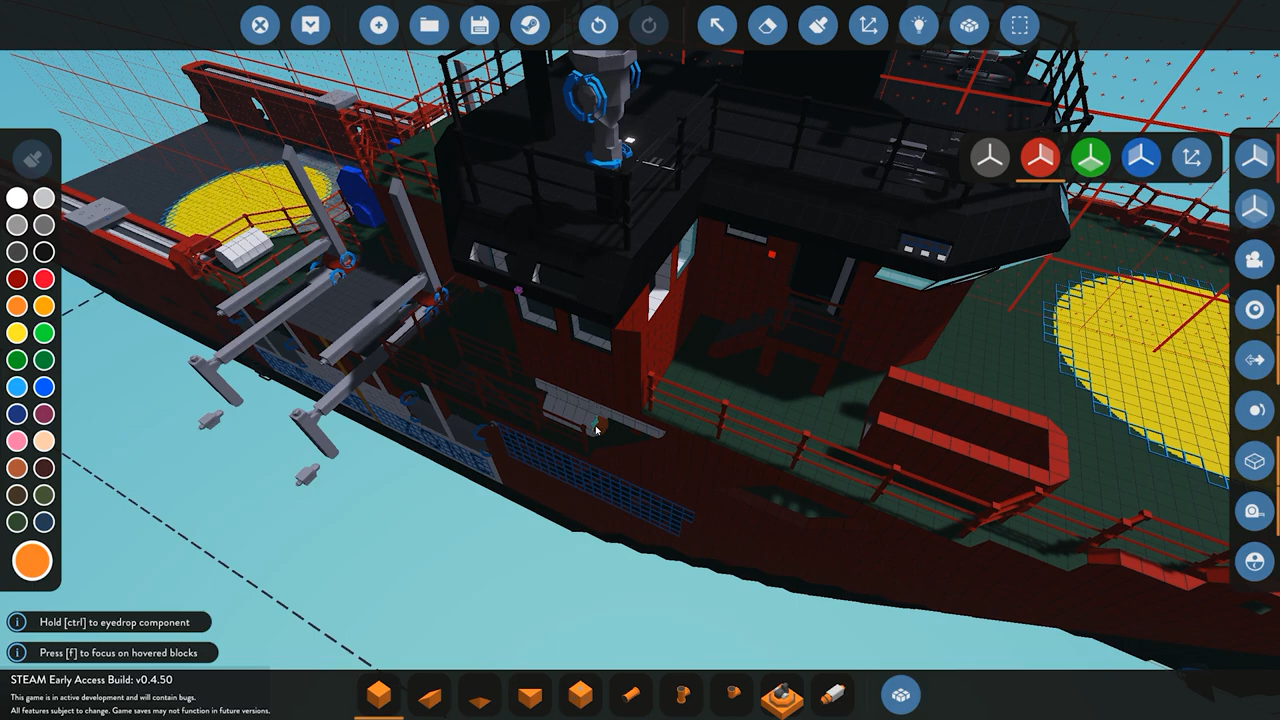 Hold [ctrl] to eyedrop component
Press [f] to focus on hovered blocks
STEAM Early Access Build: v0.4.50
This game is in active development and will contain bugs.
All features subject to change. Game saves may not function in future versions.